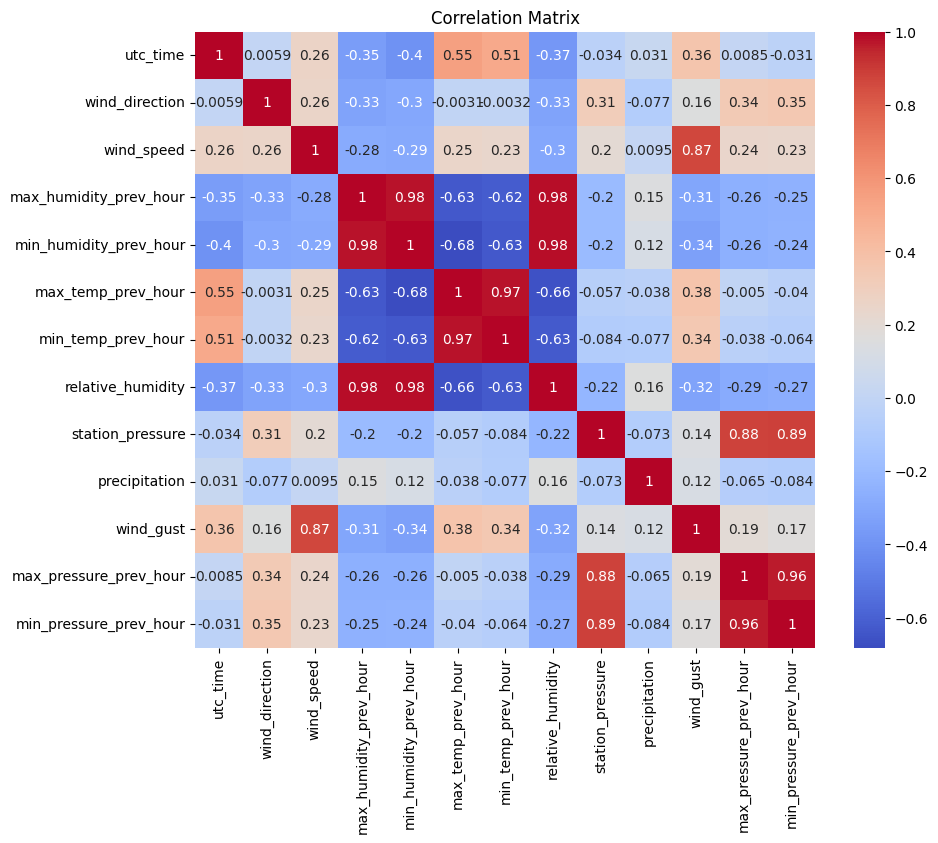 Correlation Matrix
utc_time 1 0.0059 0.26 -0.35 -0.4 0.55 0.51 -0.37 -0.034 0.031 0.36 0.0085 -0.031
wind_direction 0.0059 1 0.26 -0.33 -0.3 -0.0031 -0.0032 -0.33 0.31 -0.077 0.16 0.34 0.35
wind_speed 0.26 0.26 1 -0.28 -0.29 0.25 0.23 -0.3 0.2 0.0095 0.87 0.24 0.23
max_humidity_prev_hour -0.35 -0.33 -0.28 1 0.98 -0.63 -0.62 0.98 -0.2 0.15 -0.31 -0.26 -0.25
min_humidity_prev_hour -0.4 -0.3 -0.29 0.98 1 -0.68 -0.63 0.98 -0.2 0.12 -0.34 -0.26 -0.24
max_temp_prev_hour 0.55 -0.0031 0.25 -0.63 -0.68 1 0.97 -0.66 -0.057 -0.038 0.38 -0.005 -0.04
min_temp_prev_hour 0.51 -0.0032 0.23 -0.62 -0.63 0.97 1 -0.63 -0.084 -0.077 0.34 -0.038 -0.064
relative_humidity -0.37 -0.33 -0.3 0.98 0.98 -0.66 -0.63 1 -0.22 0.16 -0.32 -0.29 -0.27
station_pressure -0.034 0.31 0.2 -0.2 -0.2 -0.057 -0.084 -0.22 1 -0.073 0.14 0.88 0.89
precipitation 0.031 -0.077 0.0095 0.15 0.12 -0.038 -0.077 0.16 -0.073 1 0.12 -0.065 -0.084
wind_gust 0.36 0.16 0.87 -0.31 -0.34 0.38 0.34 -0.32 0.14 0.12 1 0.19 0.17
max_pressure_prev_hour 0.0085 0.34 0.24 -0.26 -0.26 -0.005 -0.038 -0.29 0.88 -0.065 0.19 1 0.96
min_pressure_prev_hour -0.031 0.35 0.23 -0.25 -0.24 -0.04 -0.064 -0.27 0.89 -0.084 0.17 0.96 1
utc_time
wind_direction
wind_speed
max_humidity_prev_hour
min_humidity_prev_hour
max_temp_prev_hour
min_temp_prev_hour
relative_humidity
station_pressure
precipitation
wind_gust
max_pressure_prev_hour
min_pressure_prev_hour
1.0
0.8
0.6
0.4
0.2
0.0
−0.2
−0.4
−0.6